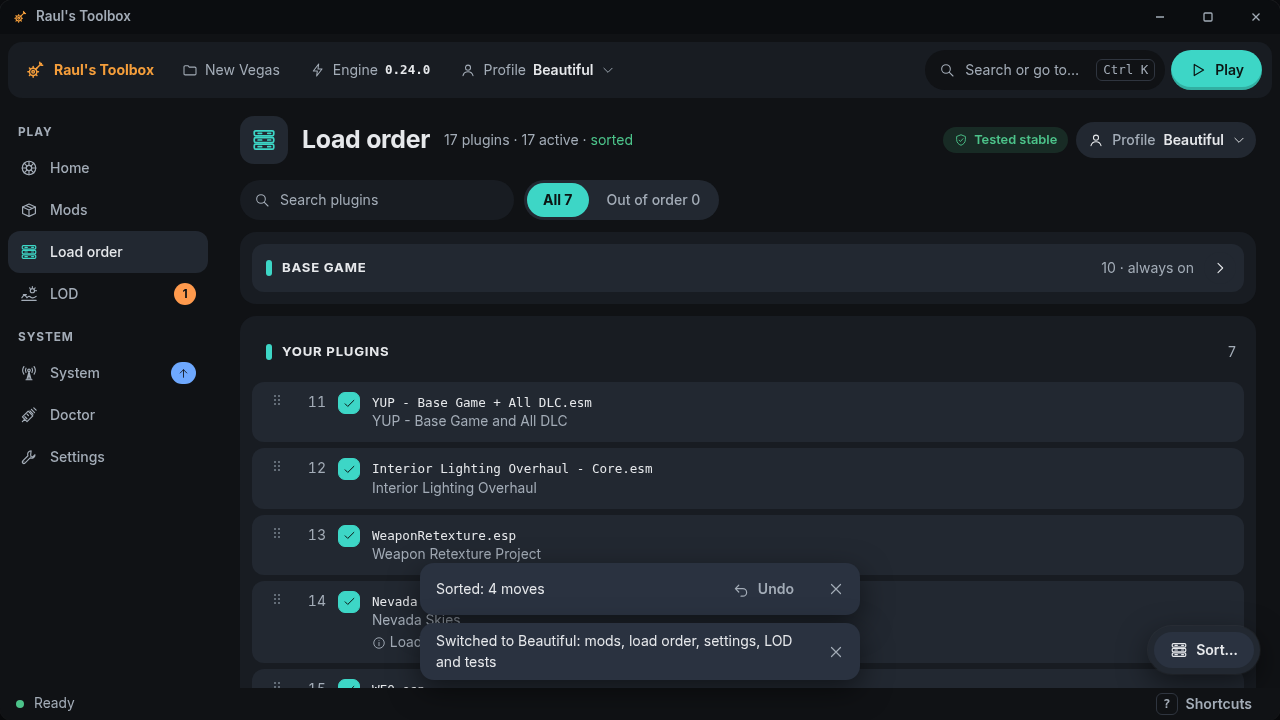 Raul's Toolbox
Raul's Toolbox
New Vegas
Engine 0.24.0
Profile Beautiful
Search or go to...
Ctrl K
Play
PLAY
Home
Mods
Load order
LOD
1
SYSTEM
System
Doctor
Settings
Load order
17 plugins · 17 active · sorted
Tested stable
Profile Beautiful
Search plugins
All 7
Out of order 0
BASE GAME
10 · always on
YOUR PLUGINS
7
11
YUP - Base Game + All DLC.esm
YUP - Base Game and All DLC
12
Interior Lighting Overhaul - Core.esm
Interior Lighting Overhaul
13
WeaponRetexture.esp
Weapon Retexture Project
14
Nevada
Nevada Skies
Sorted: 4 moves
Undo
Switched to Beautiful: mods, load order, settings, LOD
and tests
Sort...
Ready
? Shortcuts